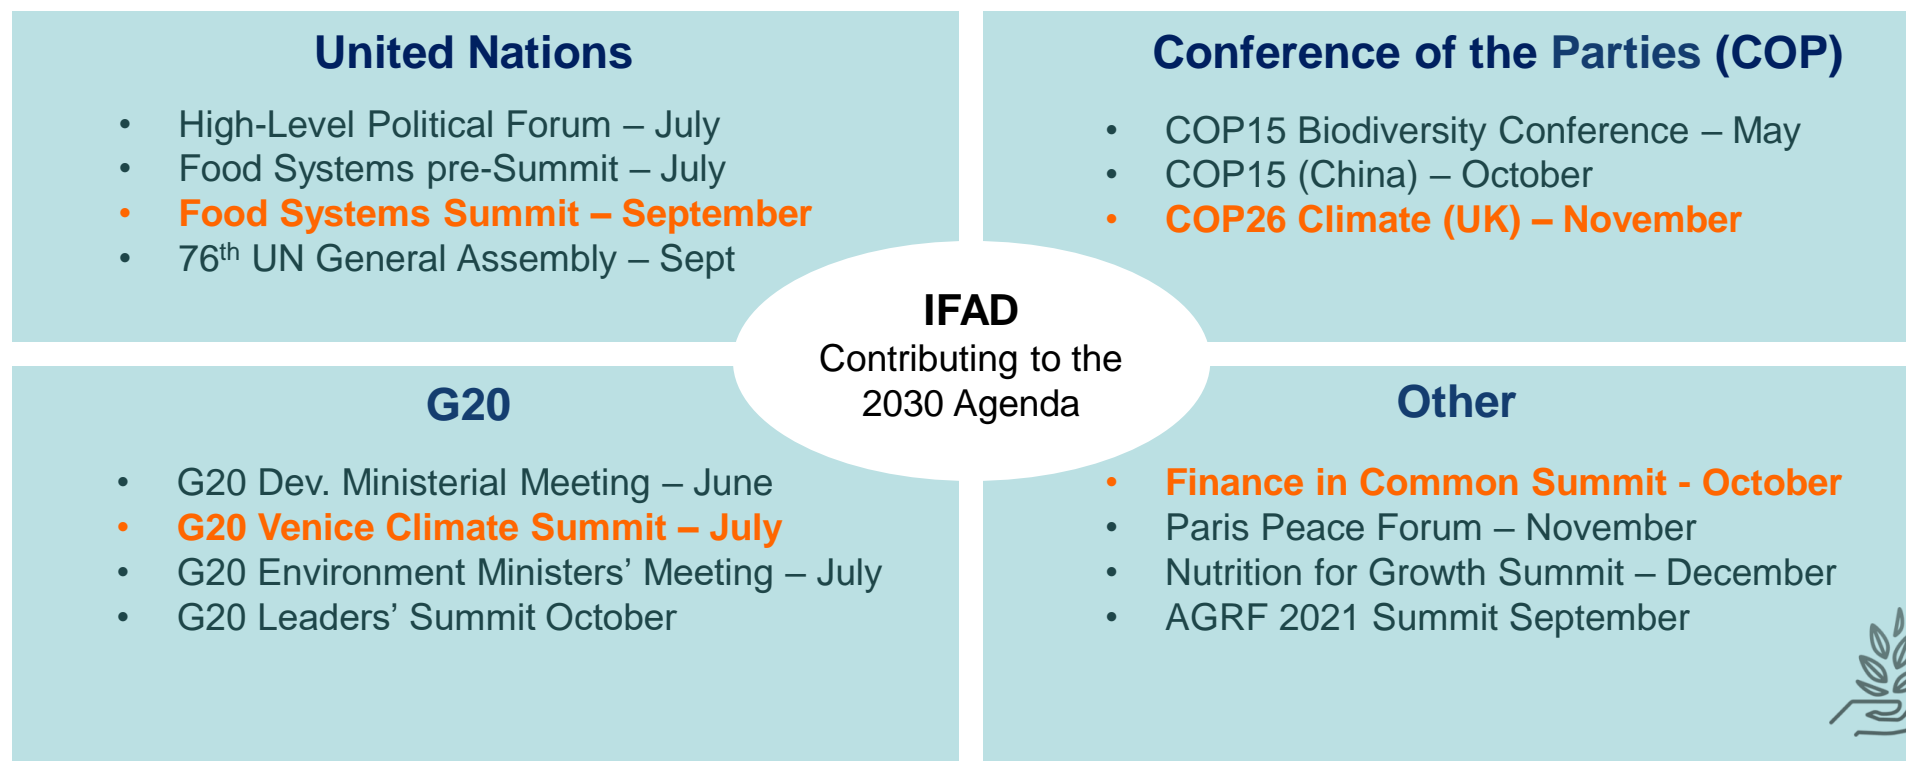 United Nations
• High-Level Political Forum – July
• Food Systems pre-Summit – July
• Food Systems Summit – September
• 76th UN General Assembly – Sept
Conference of the Parties (COP)
• COP15 Biodiversity Conference – May
• COP15 (China) – October
• COP26 Climate (UK) – November
IFAD
Contributing to the
2030 Agenda
G20
• G20 Dev. Ministerial Meeting – June
• G20 Venice Climate Summit – July
• G20 Environment Ministers’ Meeting – July
• G20 Leaders’ Summit October
Other
• Finance in Common Summit - October
• Paris Peace Forum – November
• Nutrition for Growth Summit – December
• AGRF 2021 Summit September